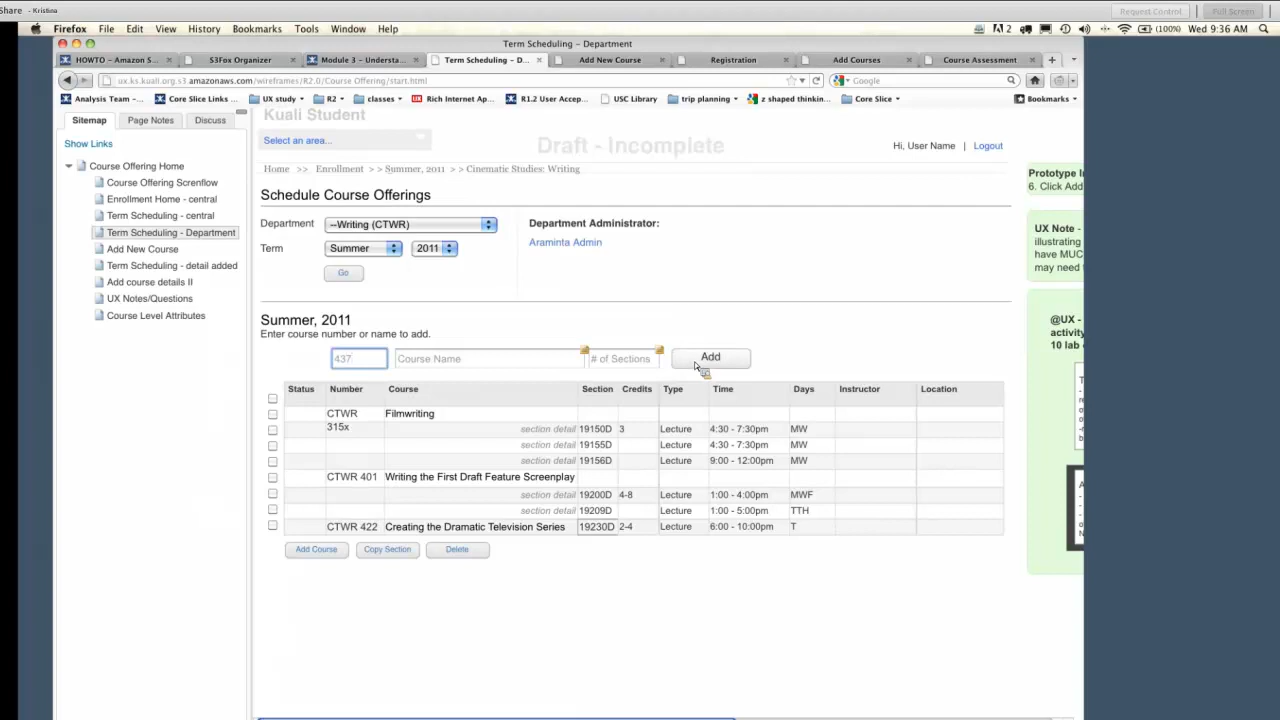 Share - Kristina Request Control Full Screen
Firefox File Edit View History Bookmarks Tools Window Help 2 (100%) Wed 9:36 AM
Term Scheduling – Department
HOWTO – Amazon S... S3Fox Organizer Module 3 – Understa... Term Scheduling – D... Add New Course Registration Add Courses Course Assessment
ux.ks.kuali.org.s3.amazonaws.com/wireframes/R2.0/Course Offering/start.html Google
Analysis Team –... Core Slice Links ... UX study R2 classes Rich Internet Ap... R1.2 User Accep... USC Library trip planning z shaped thinkin... Core Slice Bookmarks
Sitemap Page Notes Discuss
Show Links
Course Offering Home
Course Offering Screnflow
Enrollment Home - central
Term Scheduling - central
Term Scheduling - Department
Add New Course
Term Scheduling - detail added
Add course details II
UX Notes/Questions
Course Level Attributes
Kuali Student
Select an area...
Draft - Incomplete
Hi, User Name | Logout
Home >> Enrollment >> Summer, 2011 >> Cinematic Studies: Writing
Schedule Course Offerings
Department --Writing (CTWR)
Term Summer 2011
Go
Department Administrator:
Araminta Admin
Summer, 2011
Enter course number or name to add.
437 Course Name # of Sections Add
Status Number Course Section Credits Type Time Days Instructor Location
CTWR Filmwriting
315x section detail 19150D 3 Lecture 4:30 - 7:30pm MW
section detail 19155D Lecture 4:30 - 7:30pm MW
section detail 19156D Lecture 9:00 - 12:00pm MW
CTWR 401 Writing the First Draft Feature Screenplay
section detail 19200D 4-8 Lecture 1:00 - 4:00pm MWF
section detail 19209D Lecture 1:00 - 5:00pm TTH
CTWR 422 Creating the Dramatic Television Series 19230D 2-4 Lecture 6:00 - 10:00pm T
Add Course Copy Section Delete
Prototype
6. Click Add
UX Note -
illustrating
have MUC
may need
@UX -
activity
10 lab